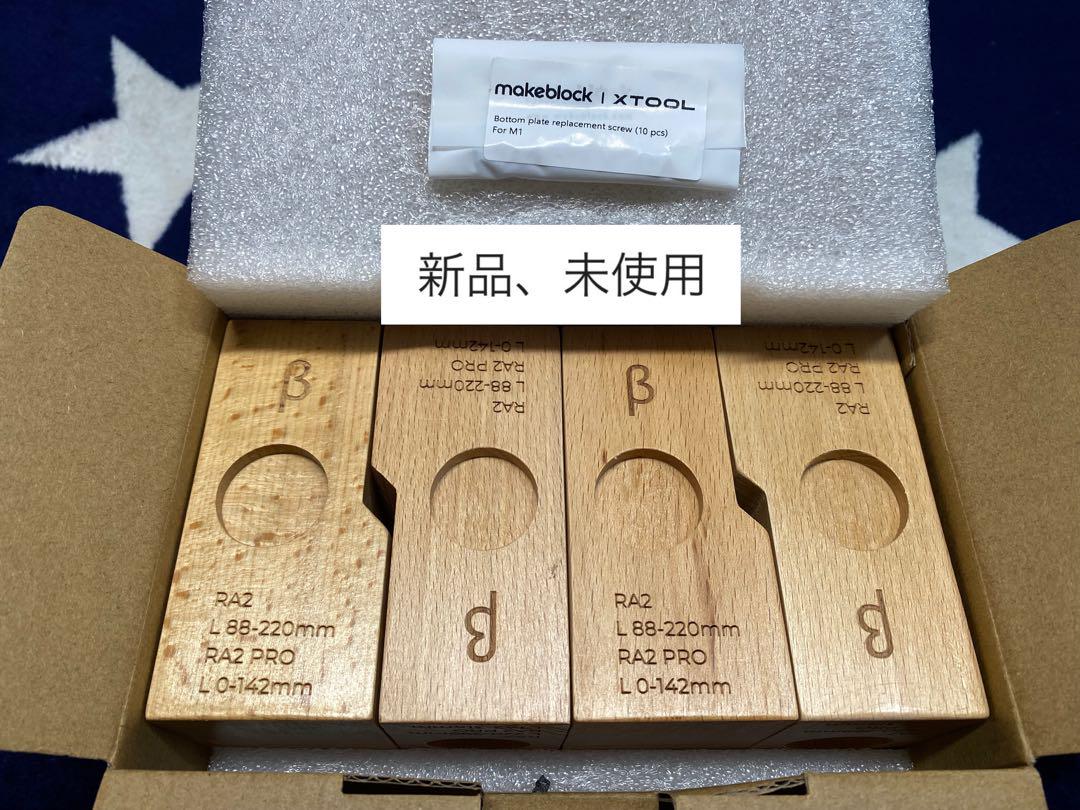 makeblock | XTOOL
Bottom plate replacement screw (10 pcs)
For M1
新品、未使用
β
RA2
L 88-220mm
RA2 PRO
L 0-142mm
β
RA2
L 88-220mm
RA2 PRO
L 0-142mm
β
RA2
L 88-220mm
RA2 PRO
L 0-142mm
β
RA2
L 88-220mm
RA2 PRO
L 0-142mm